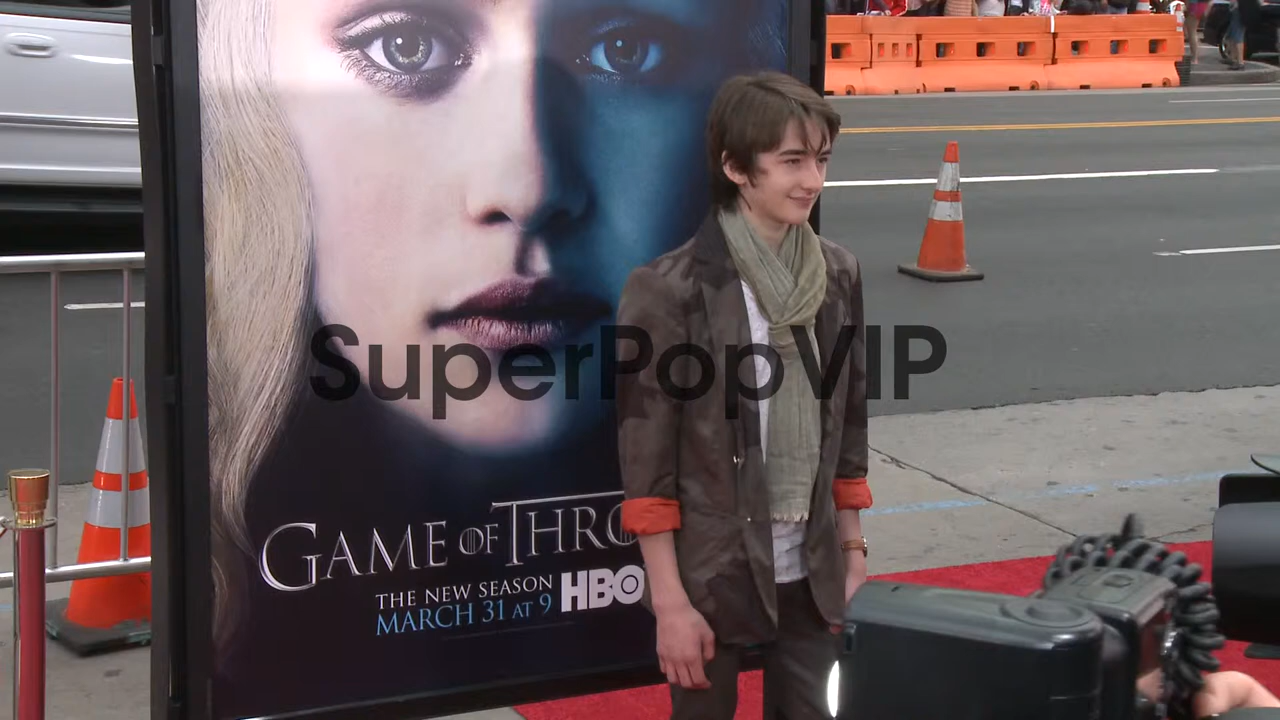 SuperPopVIP
GAME OF THRO
THE NEW SEASON
MARCH 31 AT 9 HBO